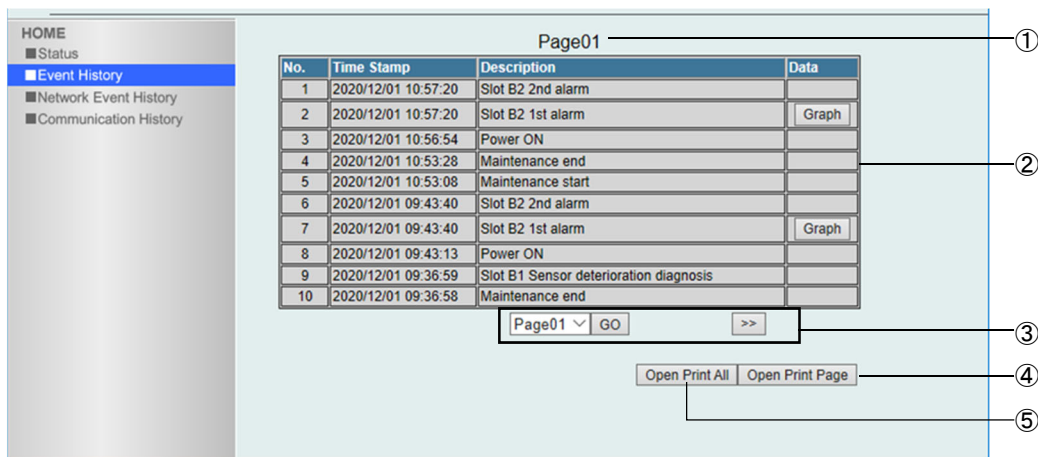 HOME
Status
Event History
Network Event History
Communication History
Page01
①
No. Time Stamp Description Data
1 2020/12/01 10:57:20 Slot B2 2nd alarm
2 2020/12/01 10:57:20 Slot B2 1st alarm Graph
3 2020/12/01 10:56:54 Power ON
4 2020/12/01 10:53:28 Maintenance end
②
5 2020/12/01 10:53:08 Maintenance start
6 2020/12/01 09:43:40 Slot B2 2nd alarm
7 2020/12/01 09:43:40 Slot B2 1st alarm Graph
8 2020/12/01 09:43:13 Power ON
9 2020/12/01 09:36:59 Slot B1 Sensor deterioration diagnosis
10 2020/12/01 09:36:58 Maintenance end
Page01 GO >>
③
Open Print All Open Print Page
④
⑤